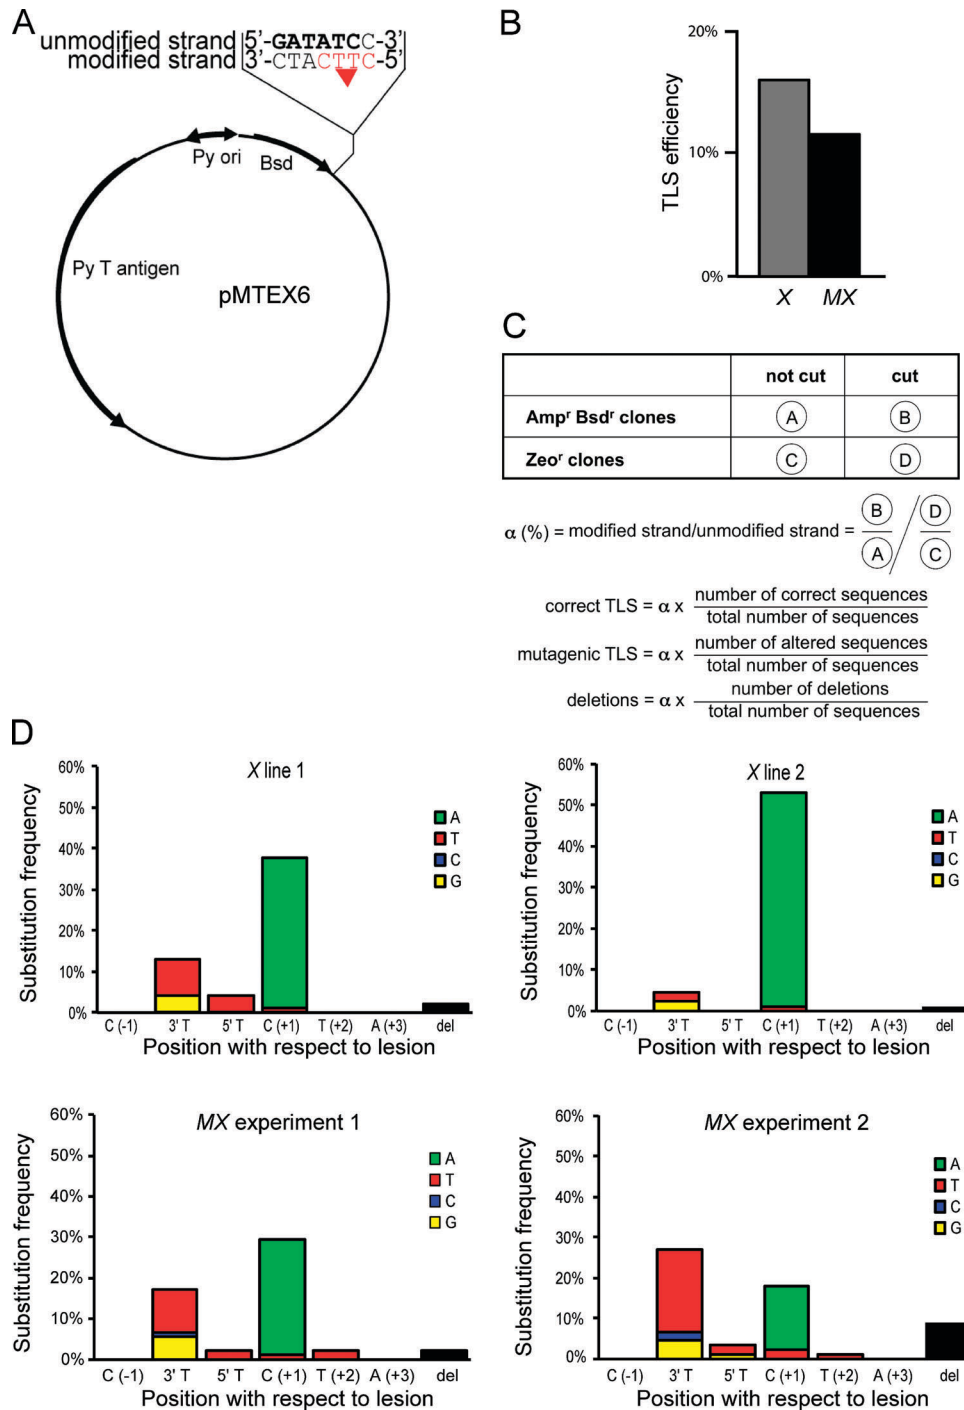 A
unmodified strand 5'-GATATCC-3'
modified strand 3'-CTACTTC-5'
Py ori
Bsd
Py T antigen
pMTEX6
B
20%
10%
0%
TLS efficiency
X MX
C
not cut cut
Ampʳ Bsdʳ clones A B
Zeoʳ clones C D
α (%) = modified strand/unmodified strand = B/A / D/C
correct TLS = α x number of correct sequences / total number of sequences
mutagenic TLS = α x number of altered sequences / total number of sequences
deletions = α x number of deletions / total number of sequences
D
X line 1
60%
50%
40%
30%
20%
10%
0%
Substitution frequency
A
T
C
G
C (-1) 3' T 5' T C (+1) T (+2) A (+3) del
Position with respect to lesion
X line 2
60%
50%
40%
30%
20%
10%
0%
Substitution frequency
A
T
C
G
C (-1) 3' T 5' T C (+1) T (+2) A (+3) del
Position with respect to lesion
MX experiment 1
60%
50%
40%
30%
20%
10%
0%
Substitution frequency
A
T
C
G
C (-1) 3' T 5' T C (+1) T (+2) A (+3) del
Position with respect to lesion
MX experiment 2
60%
50%
40%
30%
20%
10%
0%
Substitution frequency
A
T
C
G
C (-1) 3' T 5' T C (+1) T (+2) A (+3) del
Position with respect to lesion